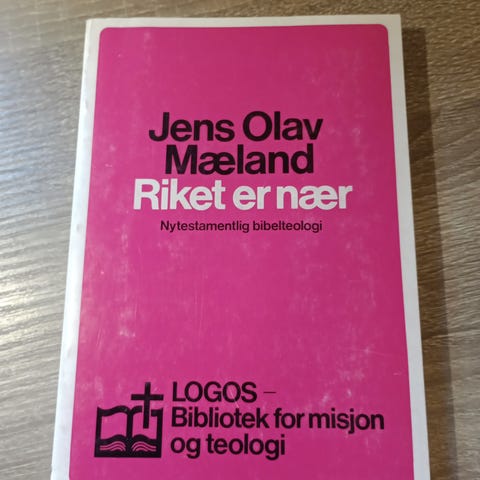 Jens Olav
Mæland
Riket er nær
Nytestamentlig bibelteologi
LOGOS –
Bibliotek for misjon
og teologi